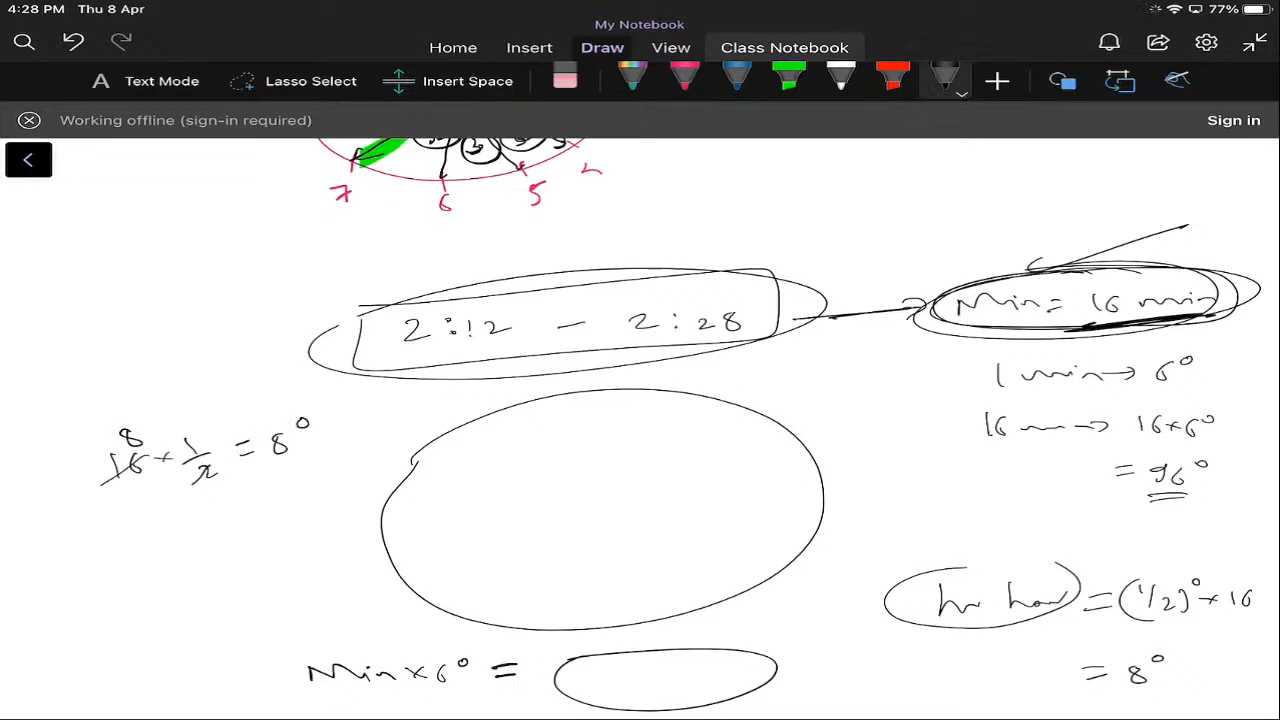 4:28 PM Thu 8 Apr
77%
My Notebook
Home Insert Draw View Class Notebook
Text Mode Lasso Select Insert Space
Working offline (sign-in required)
Sign in
7 6 5 4
2:12 - 2:28
Min = 16 min
1 min → 6°
16 m → 16×6°
= 96°
16 × 1/2 = 8°
8
hr hand = (1/2)° × 16
= 8°
Min × 6° =